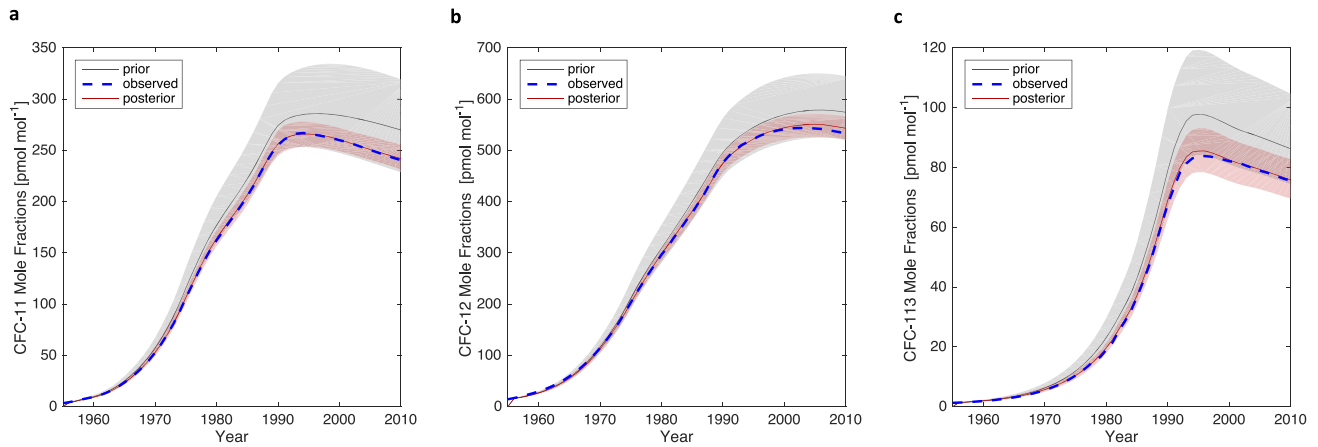 a
350
300
250
200
150
100
50
0
CFC-11 Mole Fractions [pmol mol⁻¹]
prior
observed
posterior
1960 1970 1980 1990 2000 2010
Year
b
700
600
500
400
300
200
100
0
CFC-12 Mole Fractions [pmol mol⁻¹]
prior
observed
posterior
1960 1970 1980 1990 2000 2010
Year
c
120
100
80
60
40
20
0
CFC-113 Mole Fractions [pmol mol⁻¹]
prior
observed
posterior
1960 1970 1980 1990 2000 2010
Year